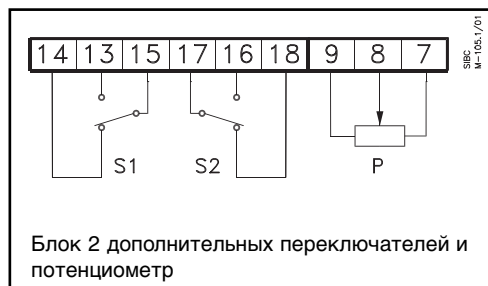 14 13 15 17 16 18 9 8 7
SIBC
M-105.1/01
S1 S2 P
Блок 2 дополнительных переключателей и
потенциометр